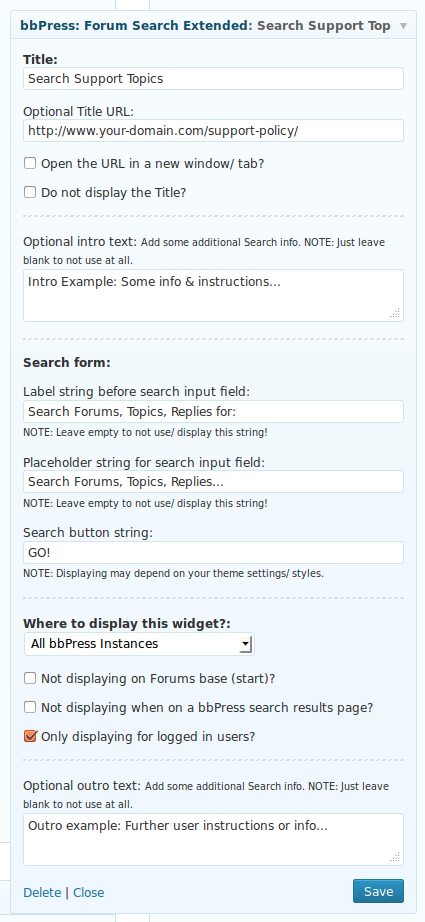 bbPress: Forum Search Extended: Search Support Top
Title:
Search Support Topics
Optional Title URL:
http://www.your-domain.com/support-policy/
Open the URL in a new window/ tab?
Do not display the Title?
Optional intro text: Add some additional Search info. NOTE: Just leave
blank to not use at all.
Intro Example: Some info & instructions...
Search form:
Label string before search input field:
Search Forums, Topics, Replies for:
NOTE: Leave empty to not use/ display this string!
Placeholder string for search input field:
Search Forums, Topics, Replies...
NOTE: Leave empty to not use/ display this string!
Search button string:
GO!
NOTE: Displaying may depend on your theme settings/ styles.
Where to display this widget?:
All bbPress Instances
Not displaying on Forums base (start)?
Not displaying when on a bbPress search results page?
Only displaying for logged in users?
Optional outro text: Add some additional Search info. NOTE: Just leave
blank to not use at all.
Outro example: Further user instructions or info...
Delete | Close
Save